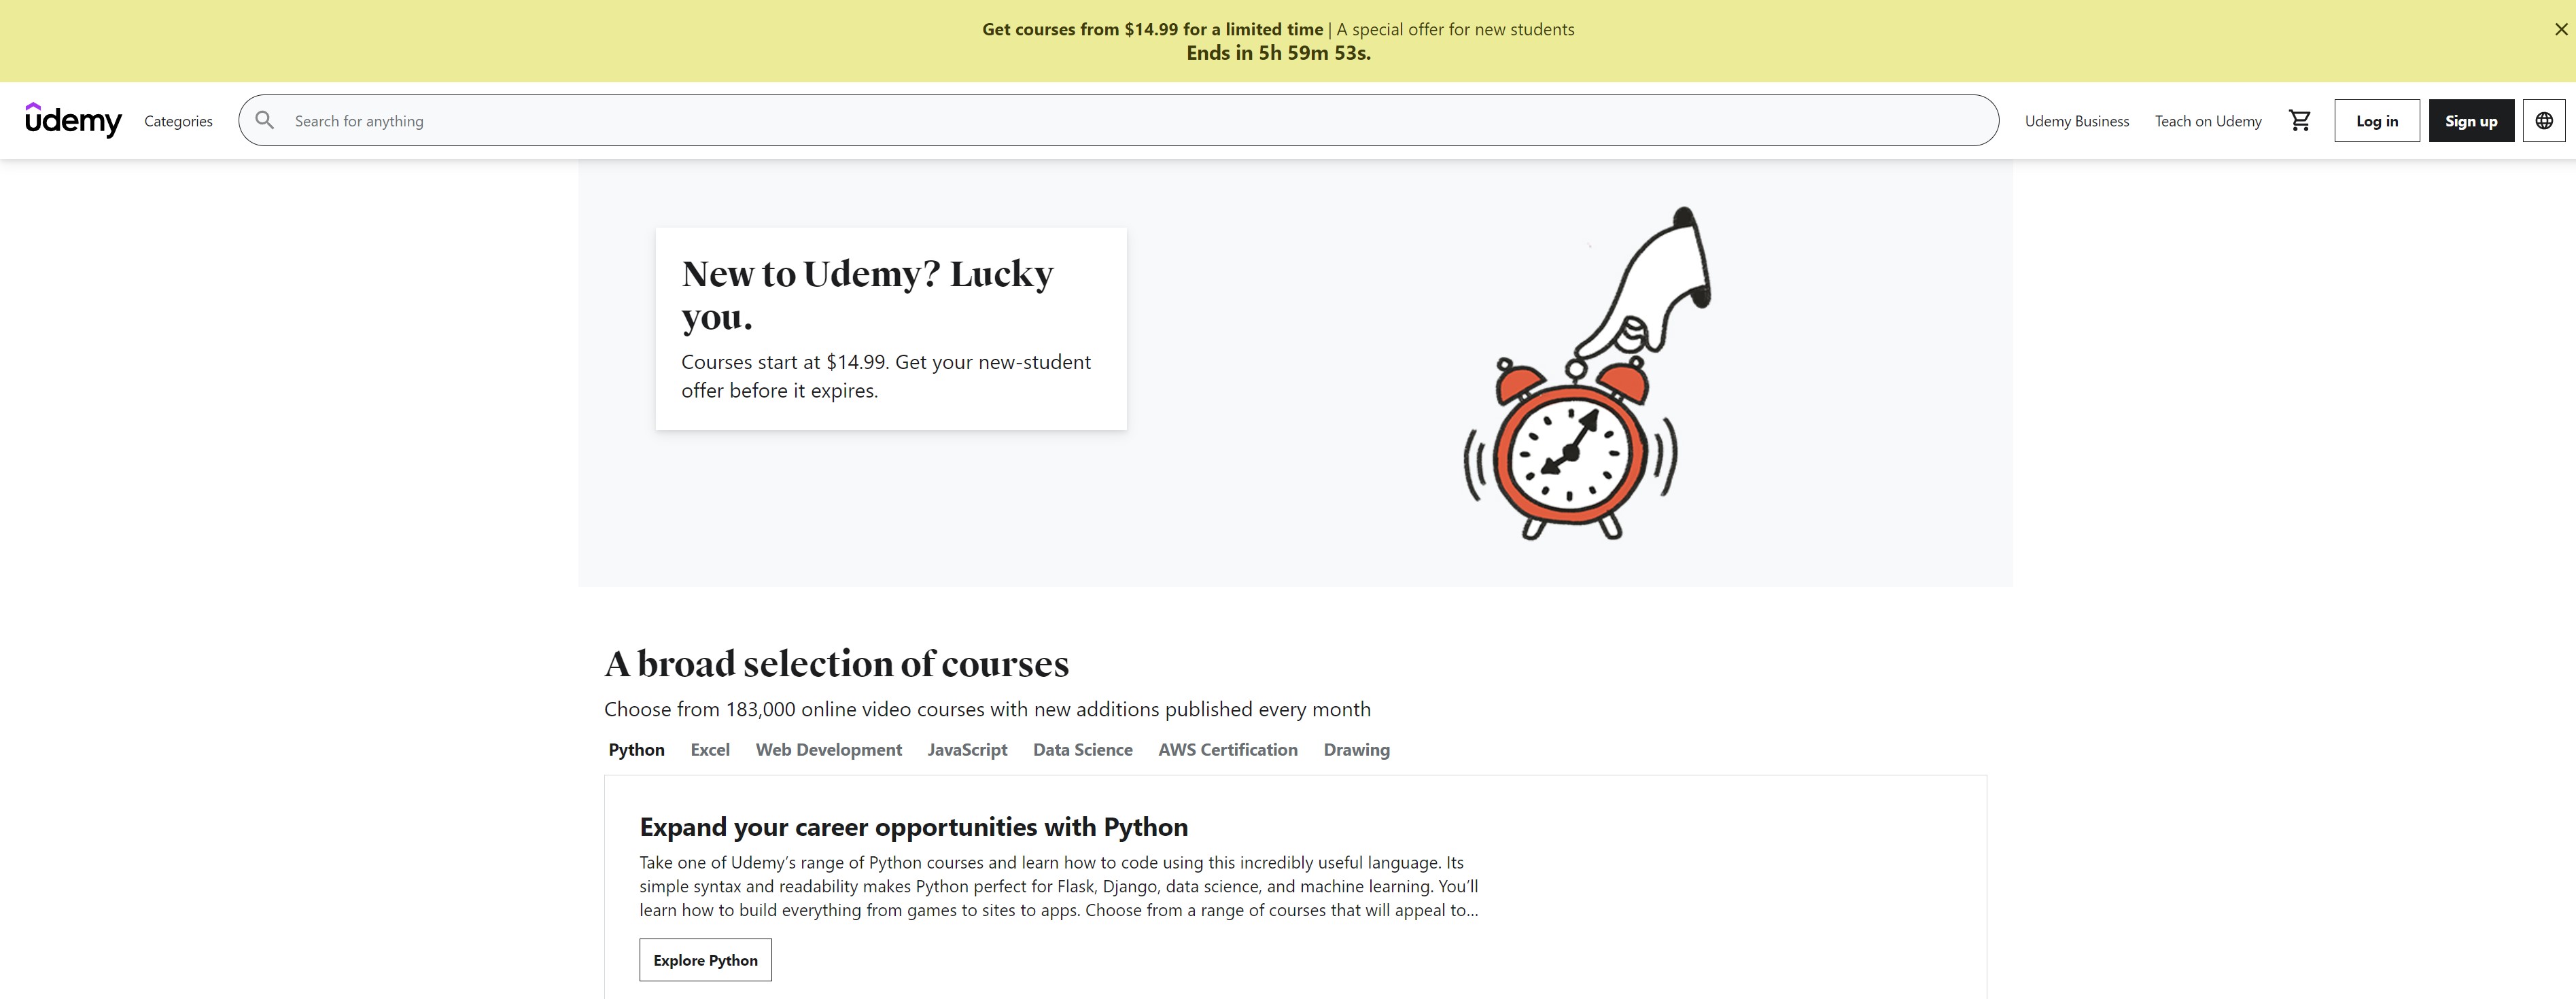 Get courses from $14.99 for a limited time | A special offer for new students
Ends in 5h 59m 53s.
udemy
Categories
Search for anything
Udemy Business
Teach on Udemy
Log in
Sign up
New to Udemy? Lucky
you.
Courses start at $14.99. Get your new-student
offer before it expires.
A broad selection of courses
Choose from 183,000 online video courses with new additions published every month
Python Excel Web Development JavaScript Data Science AWS Certification Drawing
Expand your career opportunities with Python
Take one of Udemy’s range of Python courses and learn how to code using this incredibly useful language. Its
simple syntax and readability makes Python perfect for Flask, Django, data science, and machine learning. You’ll
learn how to build everything from games to sites to apps. Choose from a range of courses that will appeal to...
Explore Python